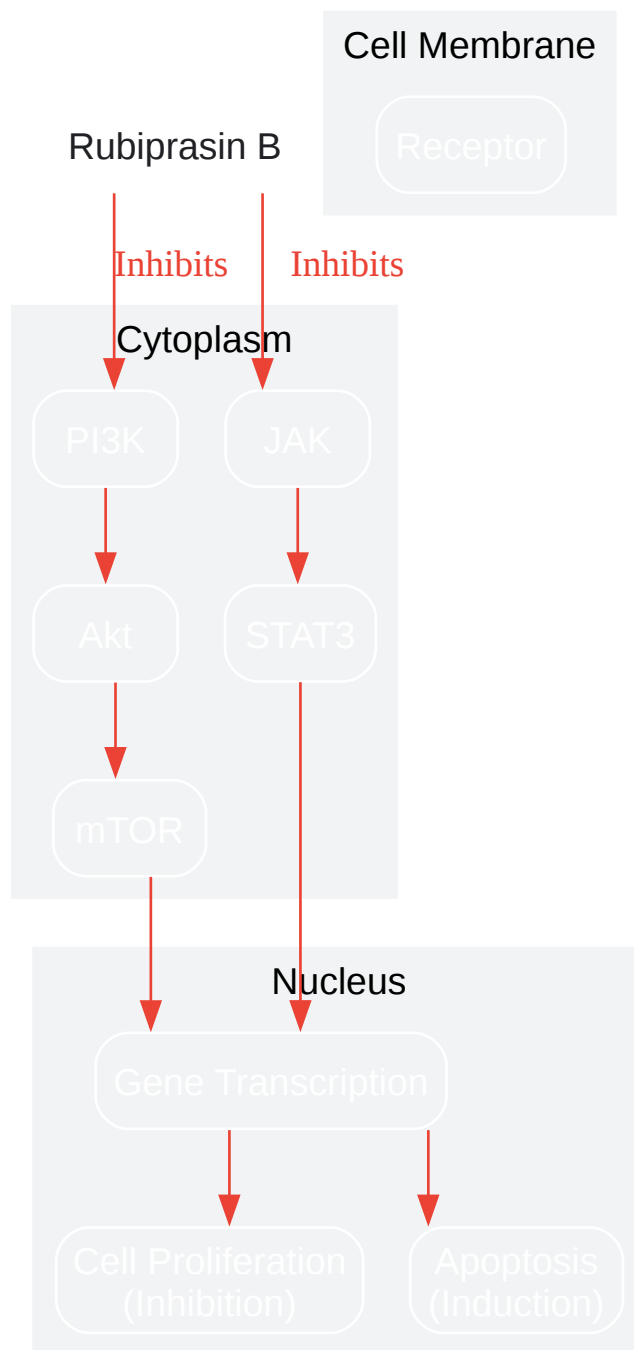 Cell Membrane
Receptor
Rubiprasin B
Inhibits
Inhibits
Cytoplasm
PI3K
JAK
Akt
STAT3
mTOR
Nucleus
Gene Transcription
Cell Proliferation
(Inhibition)
Apoptosis
(Induction)